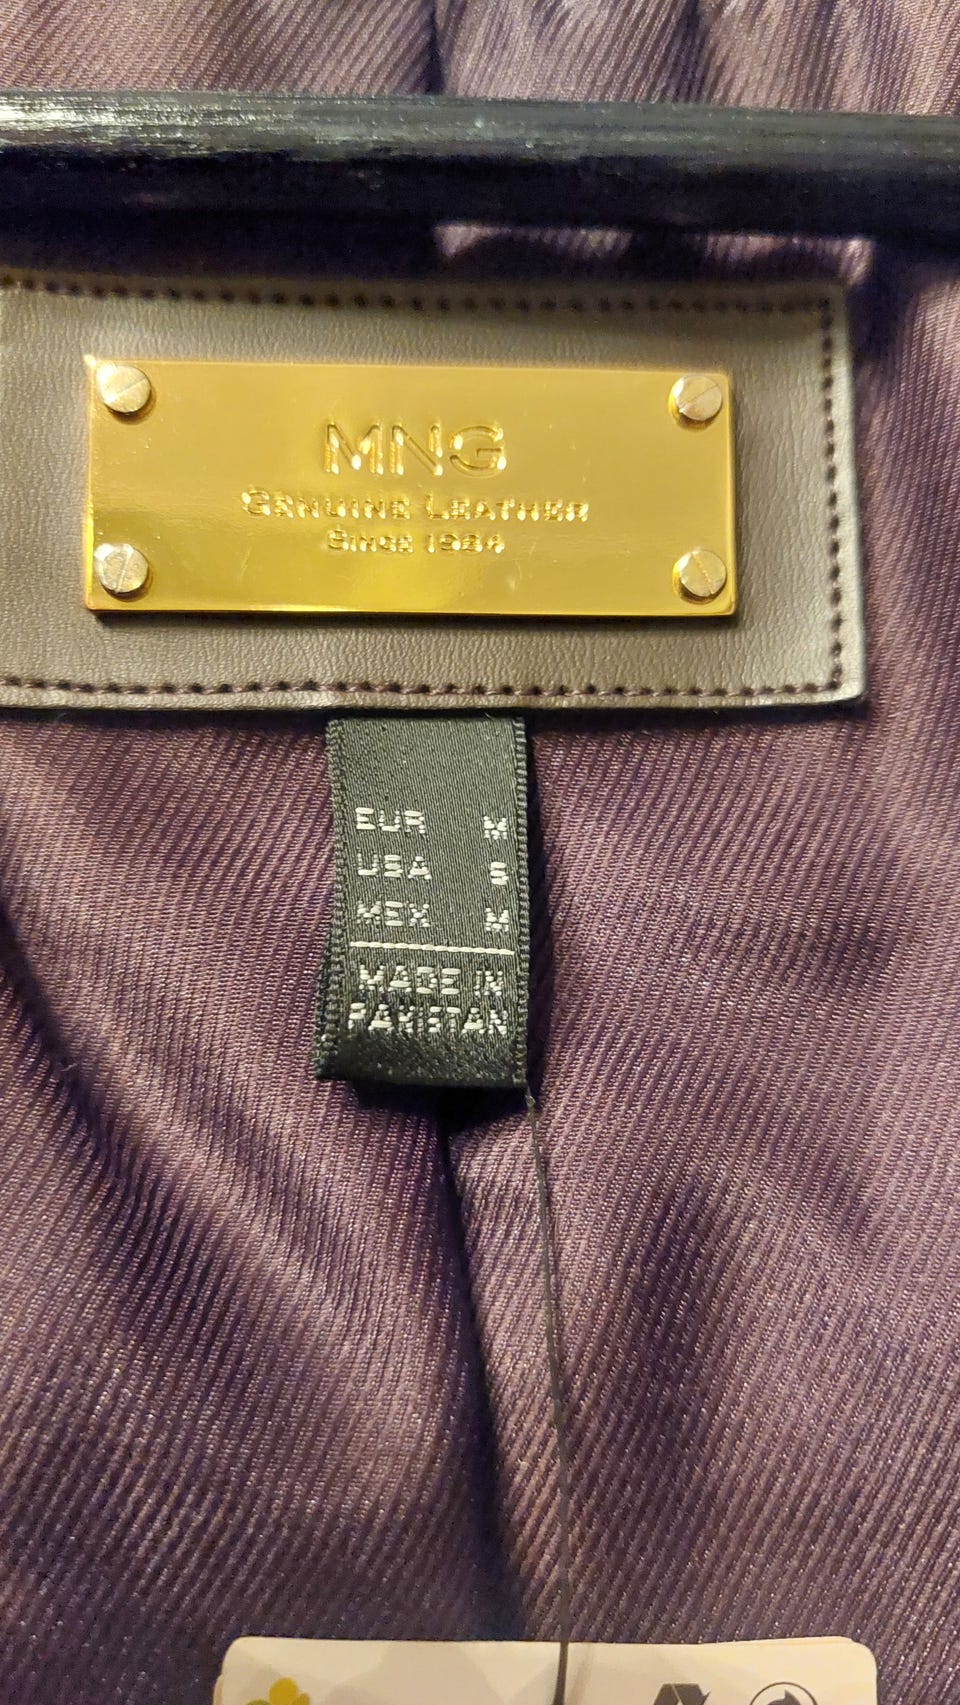 MNG
GENUINE LEATHER
SINCE 1984
EUR M
USA S
MEX M
MADE IN
PAKISTAN